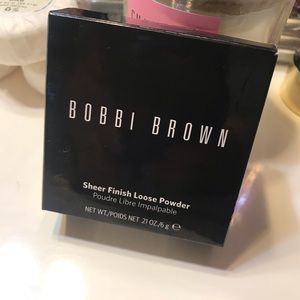 BOBBI BROWN
Sheer Finish Loose Powder
Poudre Libre Impalpable
NET WT./POIDS NET .21 OZ./6 g ℮